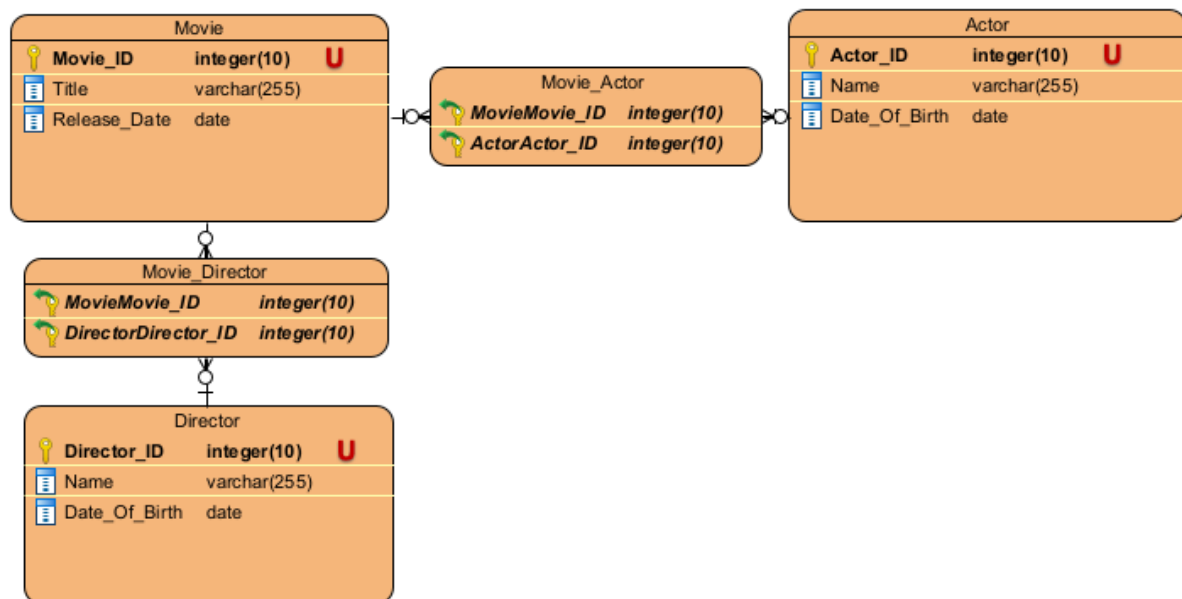 Movie
Movie_ID integer(10) U
Title varchar(255)
Release_Date date
Movie_Actor
MovieMovie_ID integer(10)
ActorActor_ID integer(10)
Actor
Actor_ID integer(10) U
Name varchar(255)
Date_Of_Birth date
Movie_Director
MovieMovie_ID integer(10)
DirectorDirector_ID integer(10)
Director
Director_ID integer(10) U
Name varchar(255)
Date_Of_Birth date